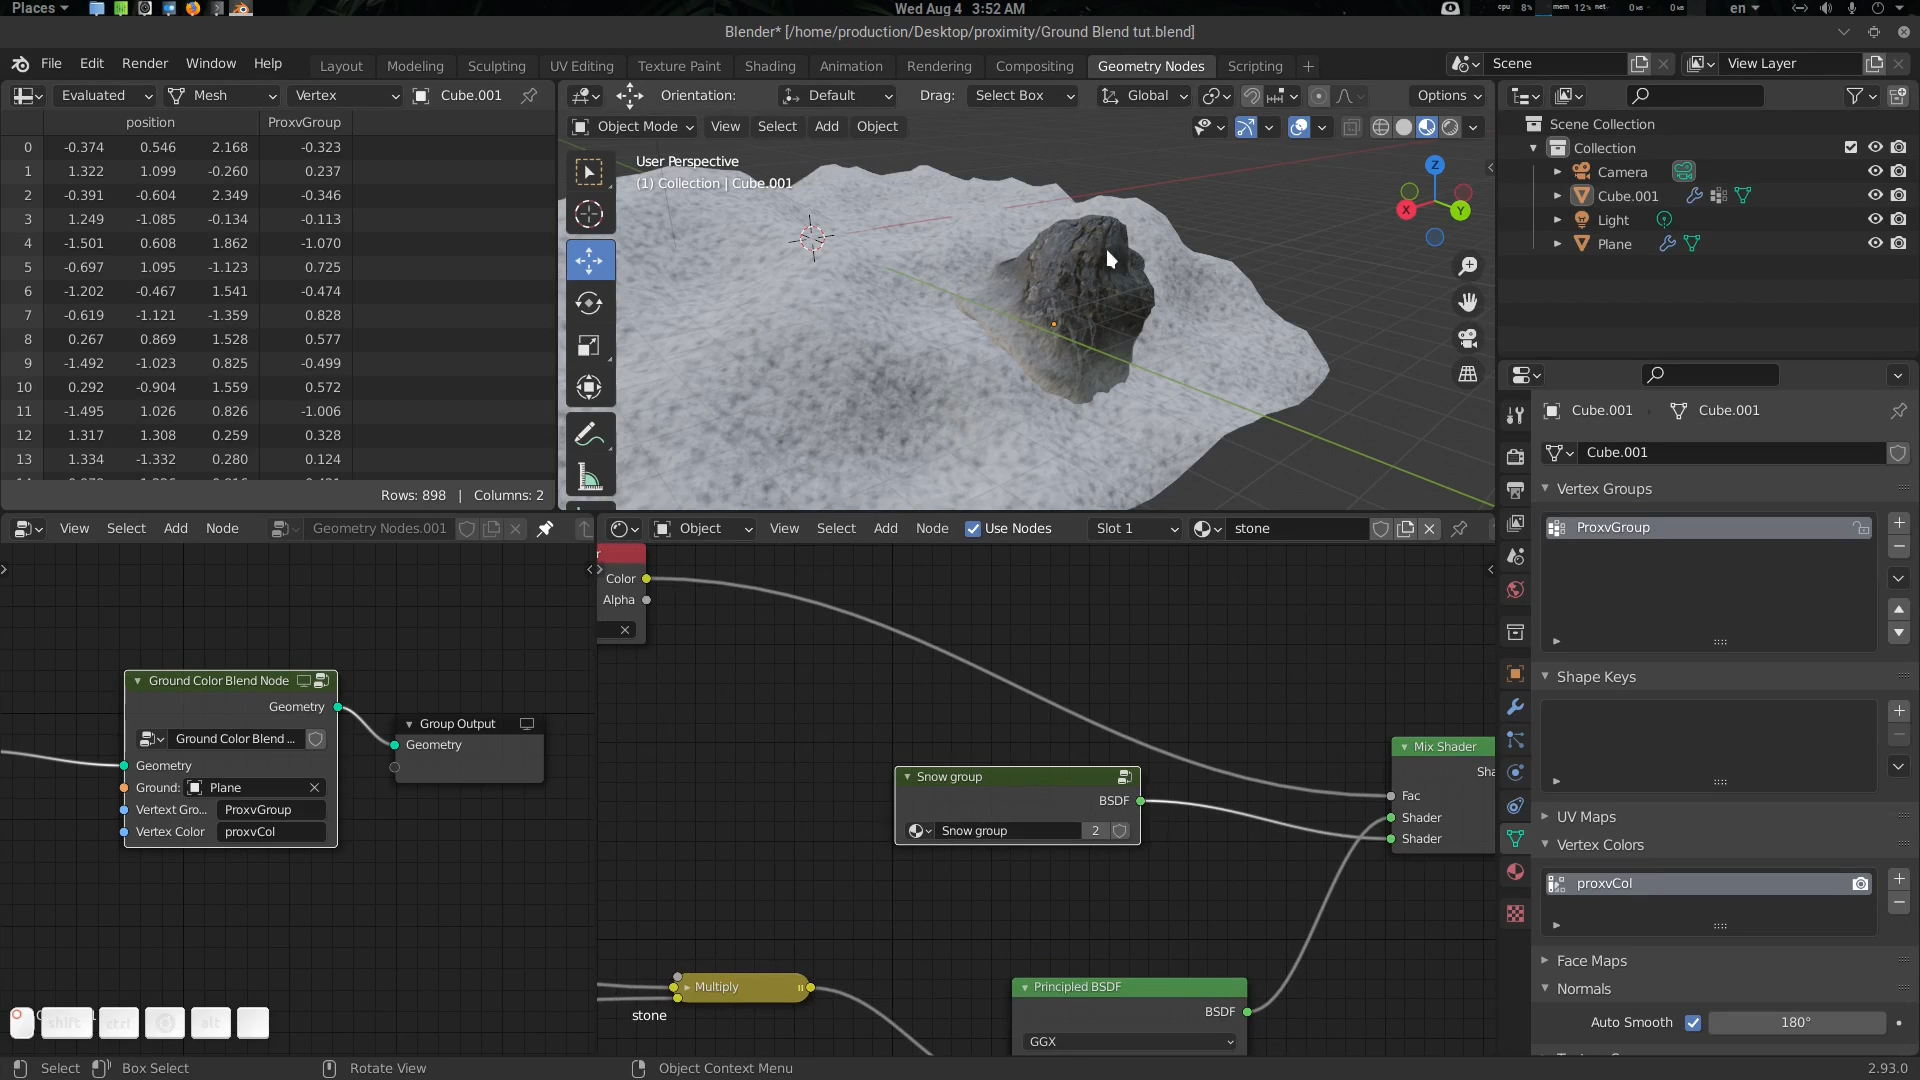 Places
Wed Aug 4 3:52 AM
cpu 8% mem 12% net 0 kB 0 kB en
Blender* [/home/production/Desktop/proximity/Ground Blend tut.blend]
File Edit Render Window Help
Layout Modeling Sculpting UV Editing Texture Paint Shading Animation Rendering Compositing Geometry Nodes Scripting +
Scene View Layer
Evaluated Mesh Vertex Cube.001
Orientation: Default Drag: Select Box Global Options
position ProxvGroup
0 -0.374 0.546 2.168 -0.323
1 1.322 1.099 -0.260 0.237
2 -0.391 -0.604 2.349 -0.346
3 1.249 -1.085 -0.134 -0.113
4 -1.501 0.608 1.862 -1.070
5 -0.697 1.095 -1.123 0.725
6 -1.202 -0.467 1.541 -0.474
7 -0.619 -1.121 -1.359 0.828
8 0.267 0.869 1.528 0.577
9 -1.492 -1.023 0.825 -0.499
10 0.292 -0.904 1.559 0.572
11 -1.495 1.026 0.826 -1.006
12 1.317 1.308 0.259 0.328
13 1.334 -1.332 0.280 0.124
Rows: 898 | Columns: 2
Object Mode View Select Add Object
User Perspective
(1) Collection | Cube.001
Z
X
Y
Scene Collection
Collection
Camera
Cube.001
Light
Plane
Cube.001 Cube.001
Cube.001
Vertex Groups
ProxvGroup
Shape Keys
UV Maps
Vertex Colors
proxvCol
Face Maps
Normals
Auto Smooth 180°
View Select Add Node Geometry Nodes.001
Ground Color Blend Node
Geometry
Ground Color Blend ...
Geometry
Ground: Plane
Vertext Gro... ProxvGroup
Vertex Color proxvCol
Group Output
Geometry
Object View Select Add Node Use Nodes Slot 1 stone
r
Color
Alpha
Snow group
BSDF
Snow group 2
Mix Shader
Sha
Fac
Shader
Shader
Multiply
stone
Principled BSDF
BSDF
GGX
shift ctrl alt
Select Box Select Rotate View Object Context Menu 2.93.0